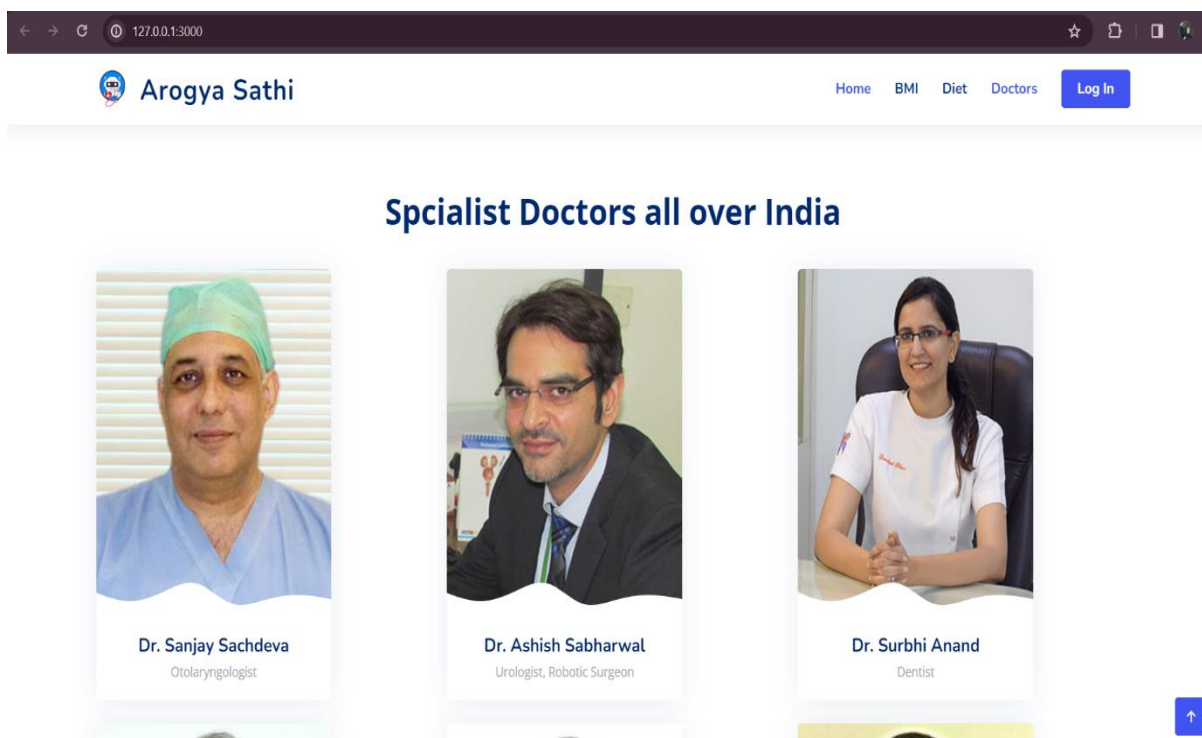 127.0.0.1:3000
Arogya Sathi
Home BMI Diet Doctors Log In
Spcialist Doctors all over India
Dr. Sanjay Sachdeva Dr. Ashish Sabharwal Dr. Surbhi Anand
Otolaryngologist Urologist, Robotic Surgeon Dentist